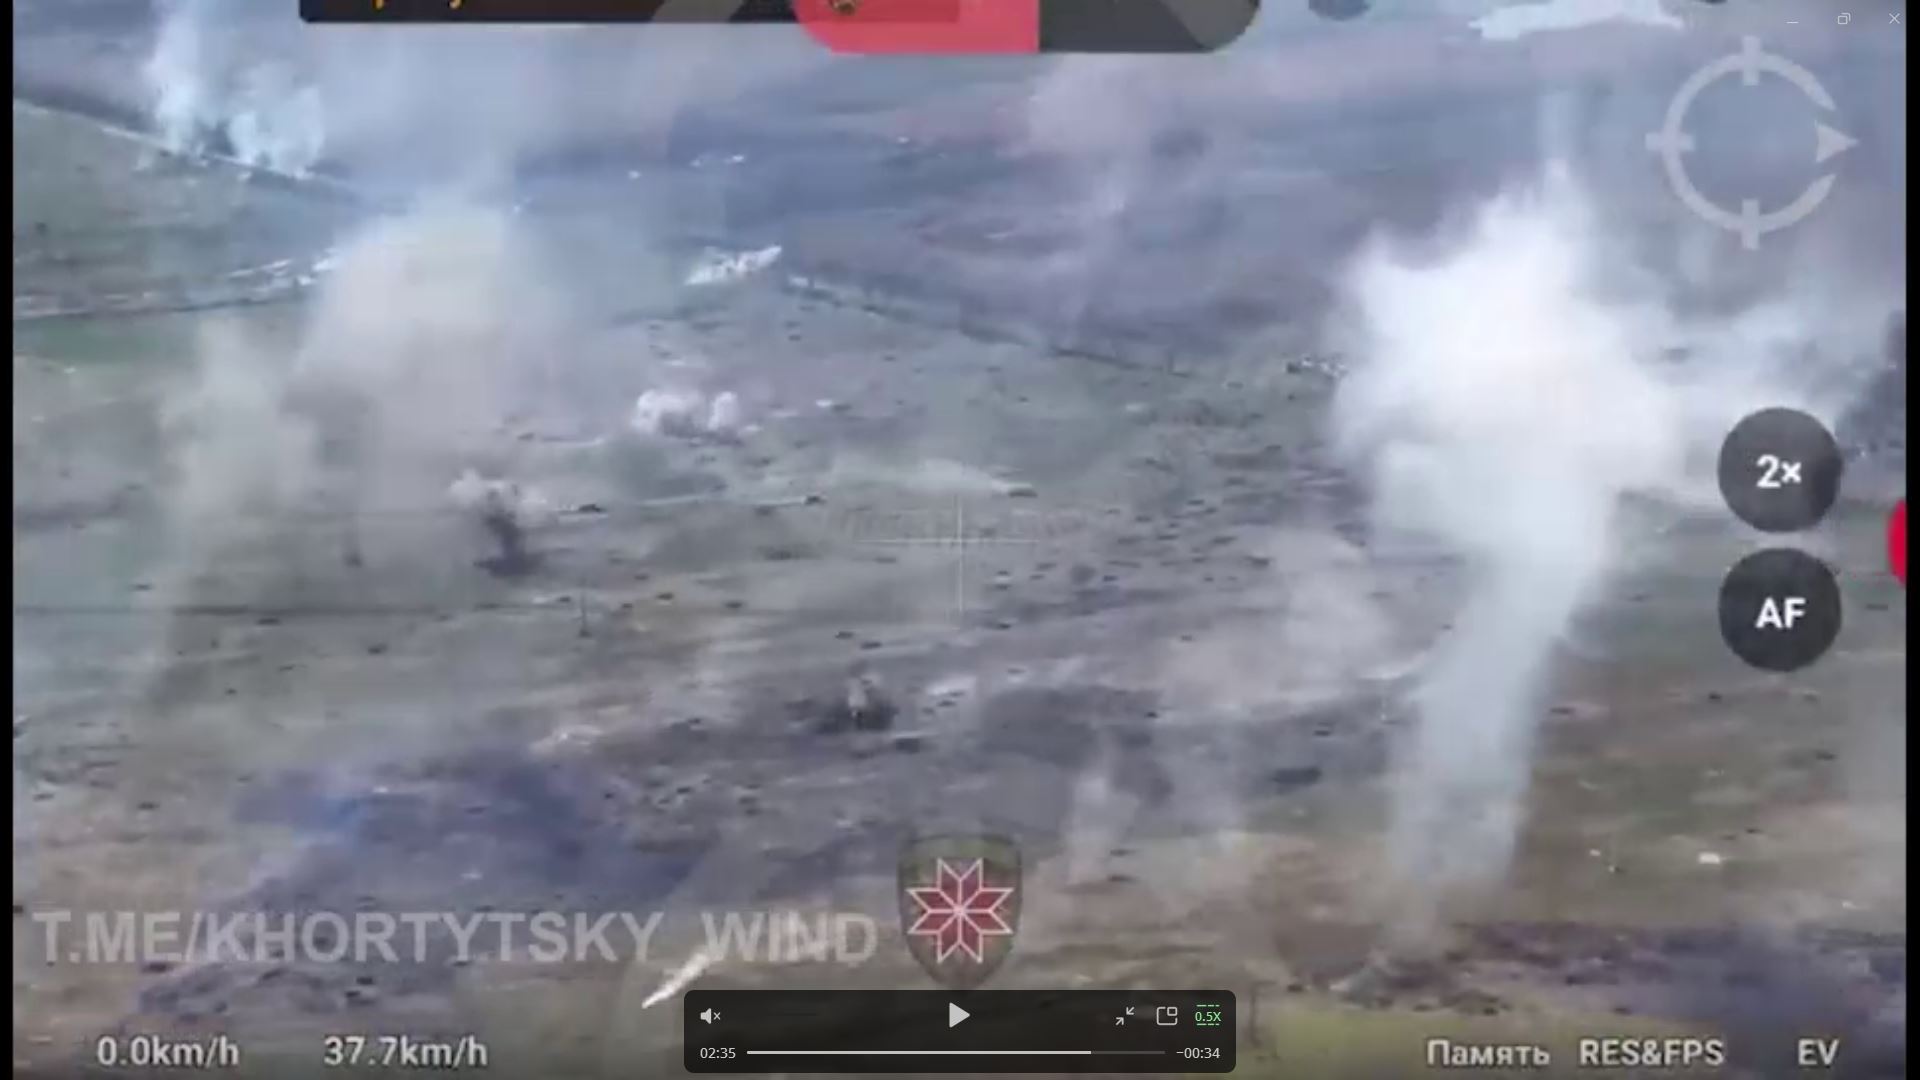 2×
AF
T.ME/KHORTYTSKY_WIND
0.5X
02:35
−00:34
0.0km/h
37.7km/h
Память
RES&FPS
EV